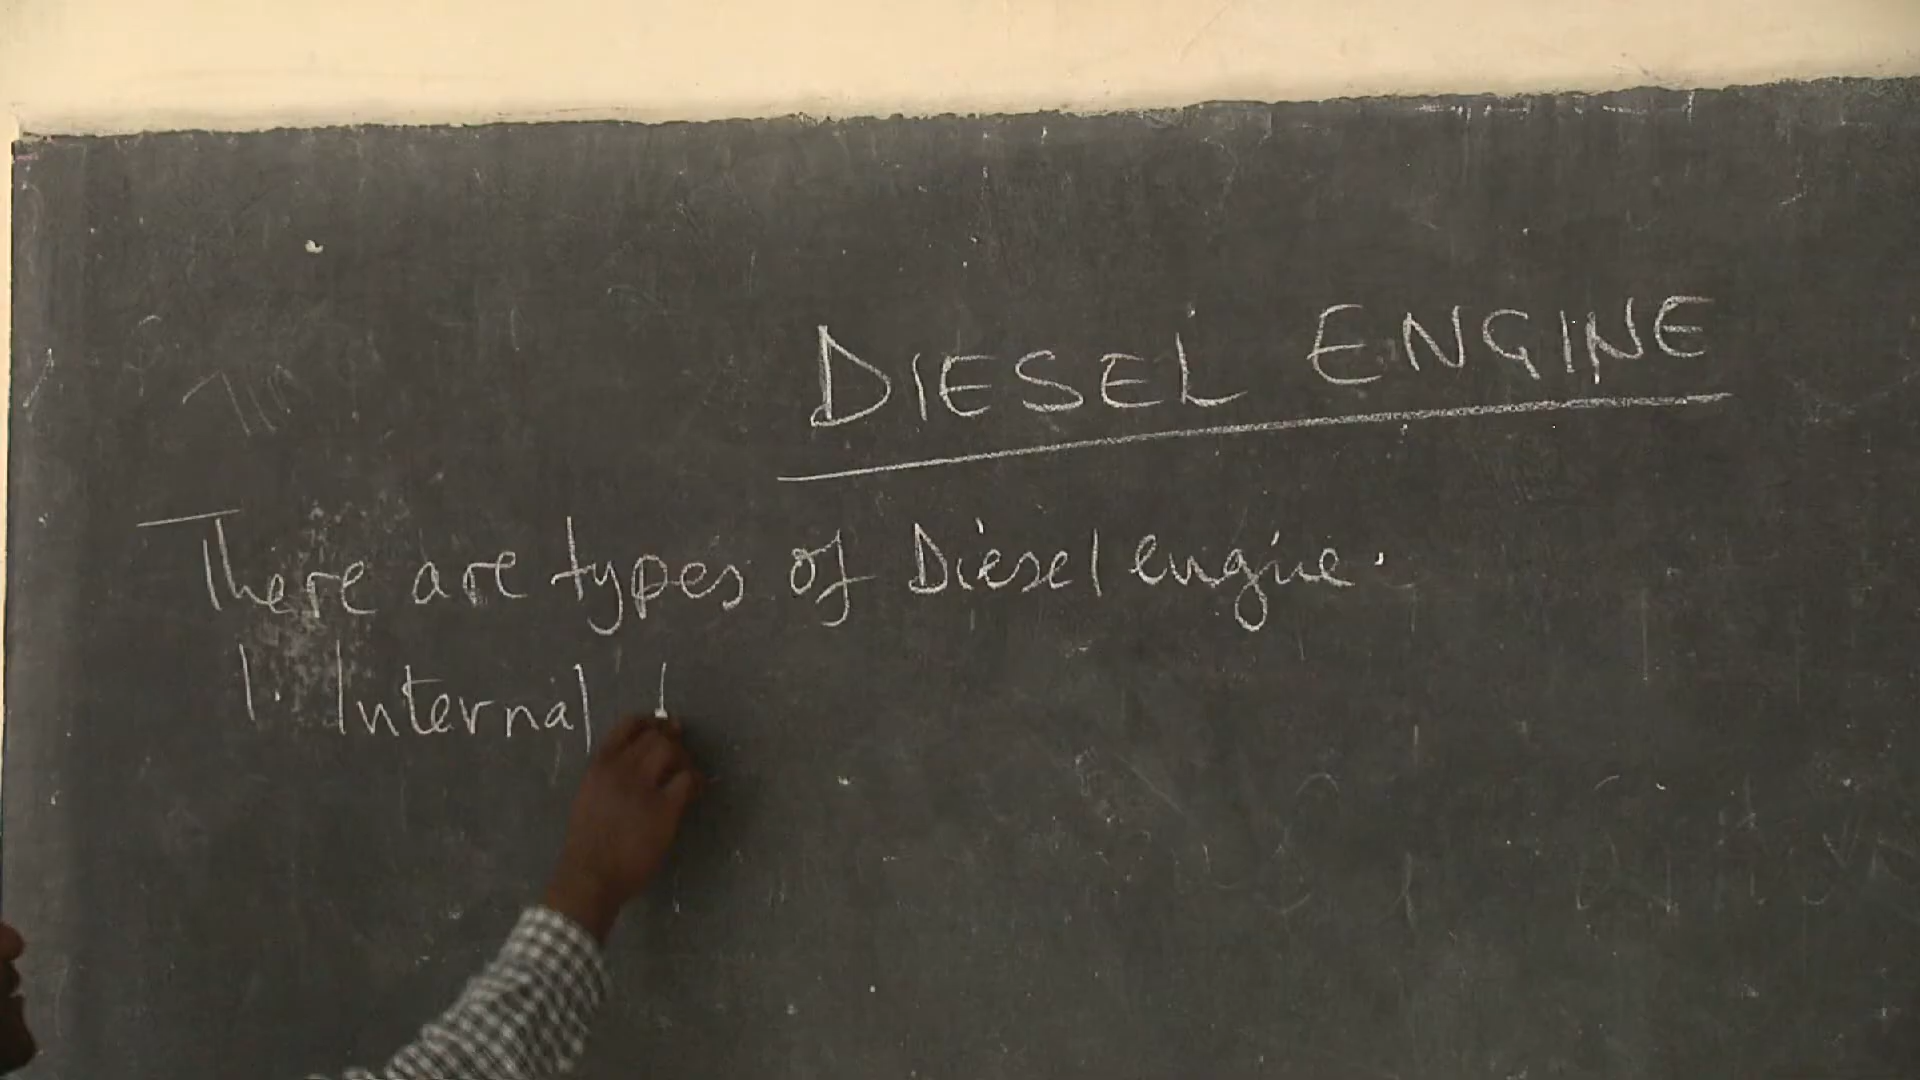 DIESEL ENGINE
There are types of Diesel engine.
1. Internal